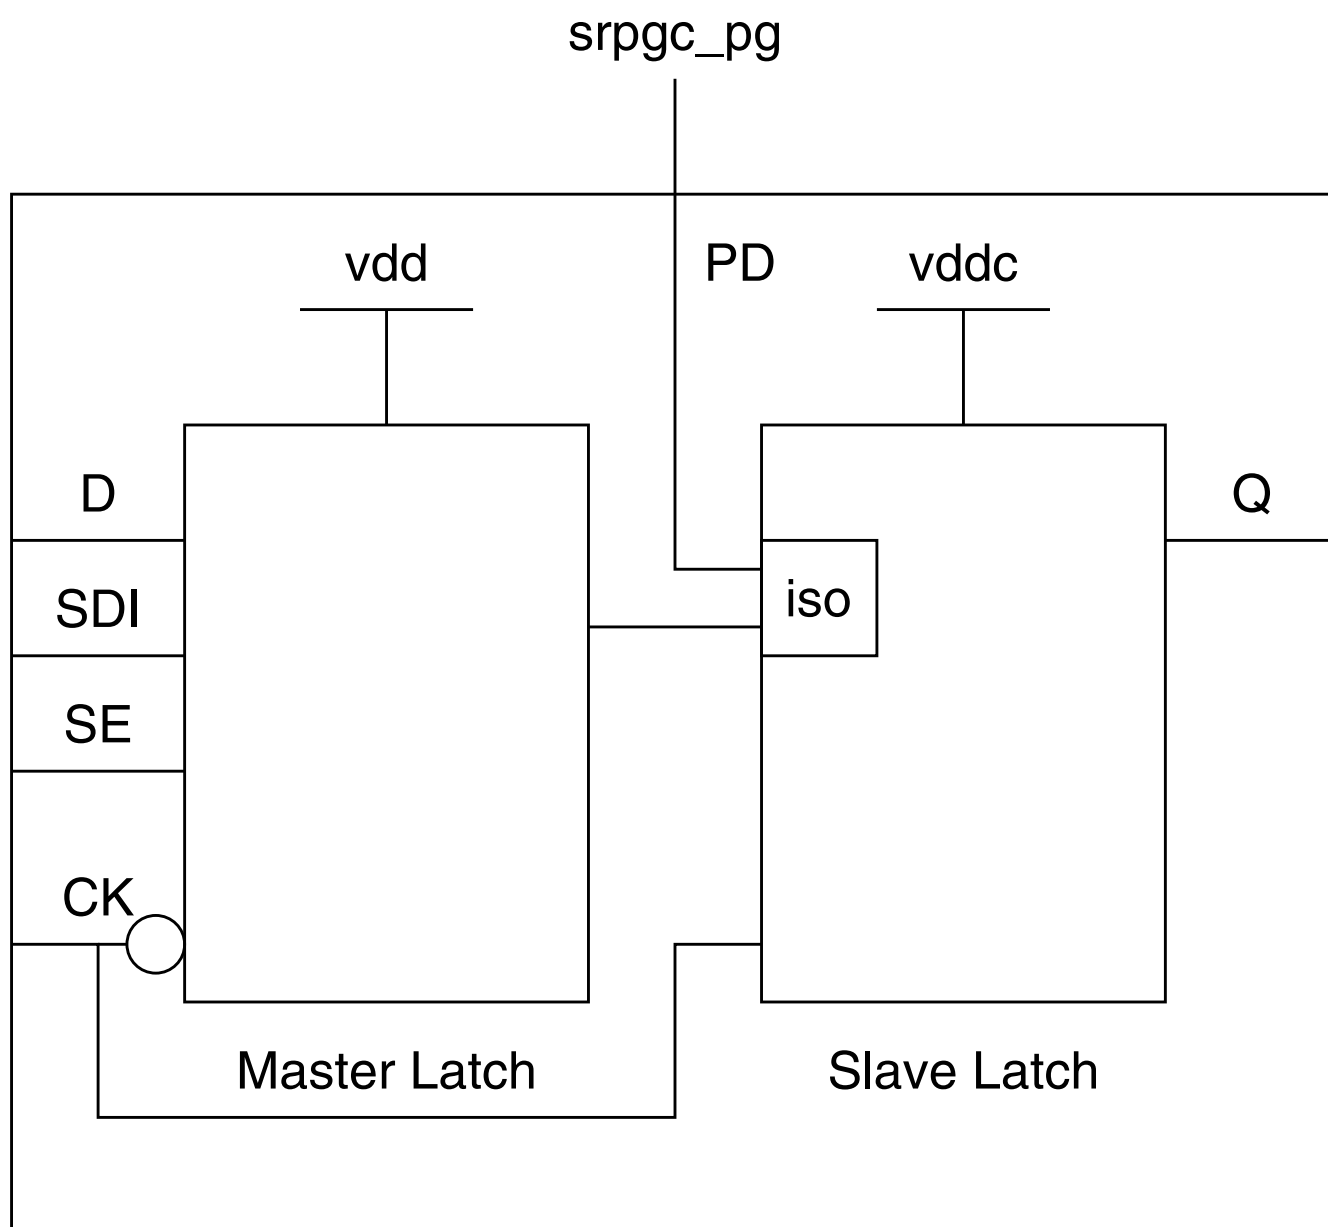 srpgc_pg
vdd
PD
vddc
D
Q
SDI
iso
SE
CK
Master Latch
Slave Latch